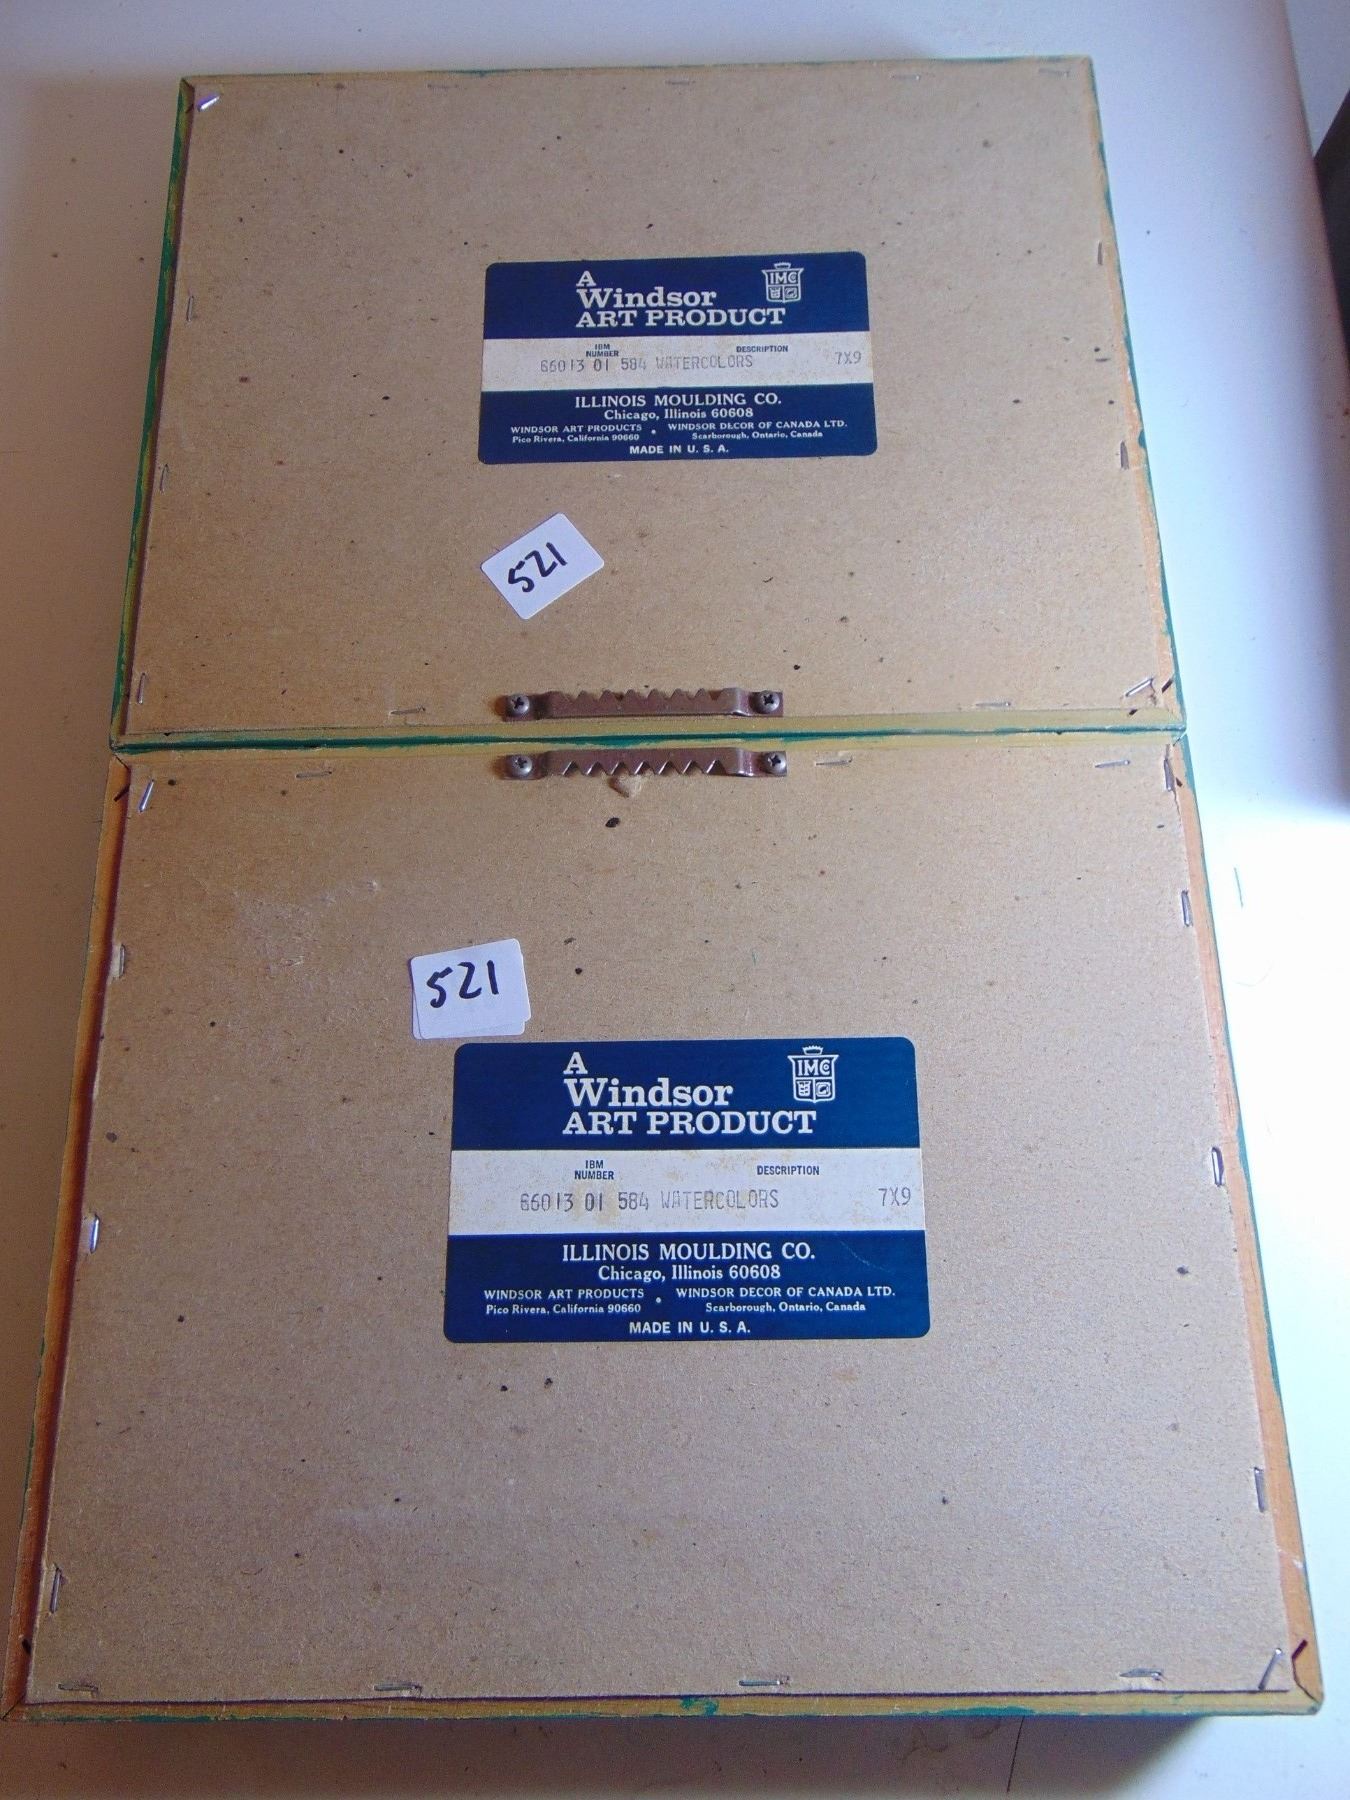 A
Windsor
ART PRODUCT
IMC
IBM
NUMBER
DESCRIPTION
66013 01 584 WATERCOLORS 7X9
ILLINOIS MOULDING CO.
Chicago, Illinois 60608
WINDSOR ART PRODUCTS • WINDSOR DECOR OF CANADA LTD.
Pico Rivera, California 90660 Scarborough, Ontario, Canada
MADE IN U. S. A.
521
521
A
Windsor
ART PRODUCT
IMC
IBM
NUMBER
DESCRIPTION
66013 01 584 WATERCOLORS 7X9
ILLINOIS MOULDING CO.
Chicago, Illinois 60608
WINDSOR ART PRODUCTS • WINDSOR DECOR OF CANADA LTD.
Pico Rivera, California 90660 Scarborough, Ontario, Canada
MADE IN U. S. A.